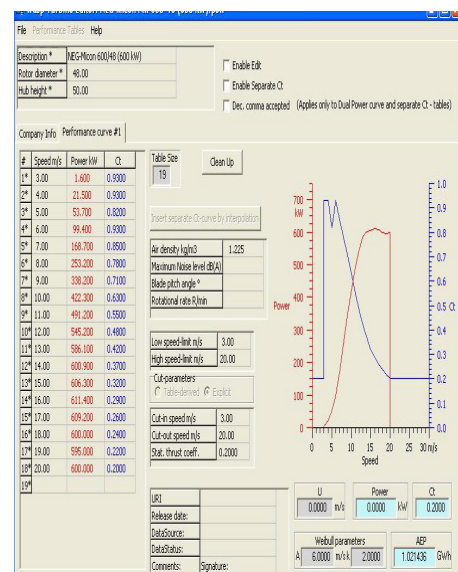 File Performance Tables Help
Description * NEG-Micon 600/48 (600 kW)
Rotor diameter * 48.00
Hub height * 50.00
Enable Edit
Enable Separate Ct
Dec. comma accepted (Applies only to Dual Power curve and separate Ct - tables)
Company Info Performance curve #1
# Speed m/s Power kW Ct
1* 3.00 1.600 0.9300
2* 4.00 21.500 0.9300
3* 5.00 53.700 0.8200
4* 6.00 99.400 0.9300
5* 7.00 168.700 0.8500
6* 8.00 253.200 0.7800
7* 9.00 338.200 0.7100
8* 10.00 422.300 0.6300
9* 11.00 491.200 0.5500
10* 12.00 545.200 0.4800
11* 13.00 586.100 0.4200
12* 14.00 600.900 0.3700
13* 15.00 606.300 0.3200
14* 16.00 611.400 0.2900
15* 17.00 609.200 0.2600
16* 18.00 600.000 0.2400
17* 19.00 595.000 0.2200
18* 20.00 600.000 0.2000
19*
Table Size
19
Clean Up
Insert separate Ct-curve by interpolation
Air density kg/m3 1.225
Maximum Noise level dB(A)
Blade pitch angle °
Rotational rate R/min
Low speed-limit m/s 3.00
High speed-limit m/s 20.00
Cut-parameters
Table-derived Explicit
Cut-in speed m/s 3.00
Cut-out speed m/s 20.00
Stat. thrust coeff. 0.2000
URI
Release date:
DataSource:
DataStatus:
Comments: Signature:
700
kW
600
500
400
Power 300
200
100
0
1.0
0.9
0.8
0.7
0.6
0.5 Ct
0.4
0.3
0.2
0.1
0.0
0 5 10 15 20 25 30 m/s
Speed
U Power Ct
0.0000 m/s 0.0000 kW 0.2000
Weibull parameters AEP
A 6.0000 m/s k 2.0000 1.021436 GWh